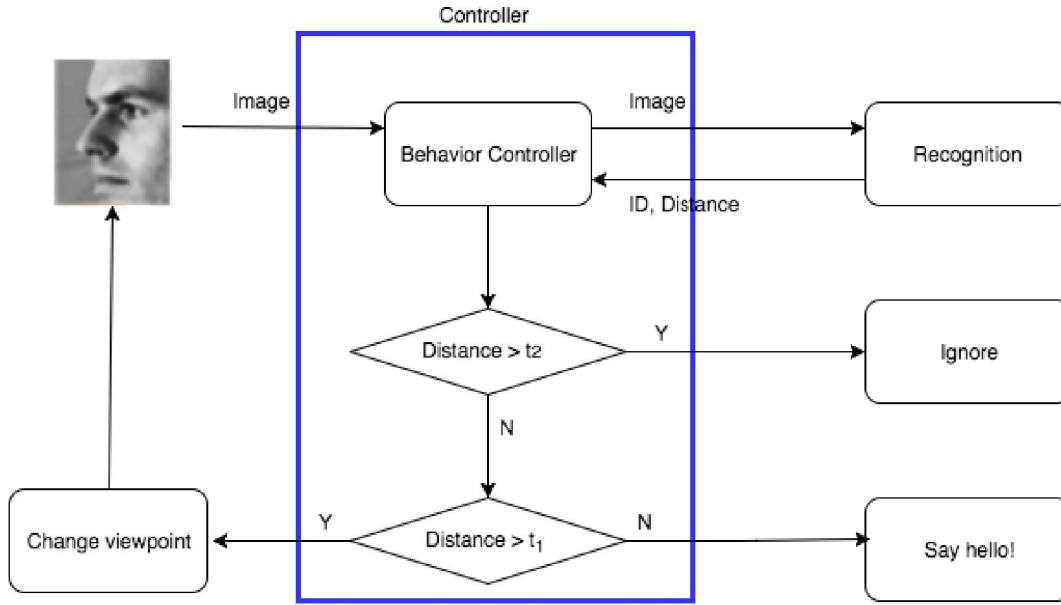 Controller
Image
Image
Behavior Controller
Recognition
ID, Distance
Distance > t2
Y
Ignore
N
Change viewpoint
Y
Distance > t₁
N
Say hello!